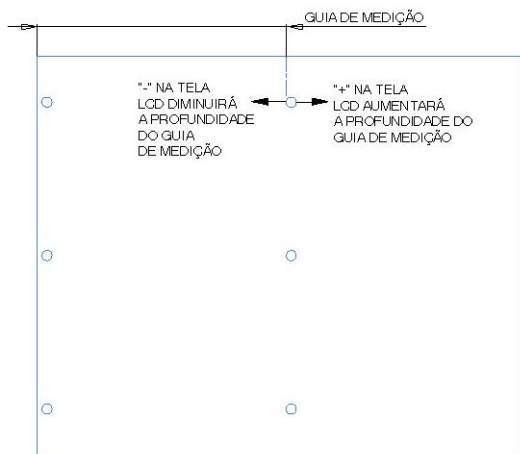 GUIA DE MEDIÇÃO
"-" NA TELA
LCD DIMINUIRÁ
A PROFUNDIDADE
DO GUIA
DE MEDIÇÃO
"+" NA TELA
LCD AUMENTARÁ
A PROFUNDIDADE DO
GUIA DE MEDIÇÃO